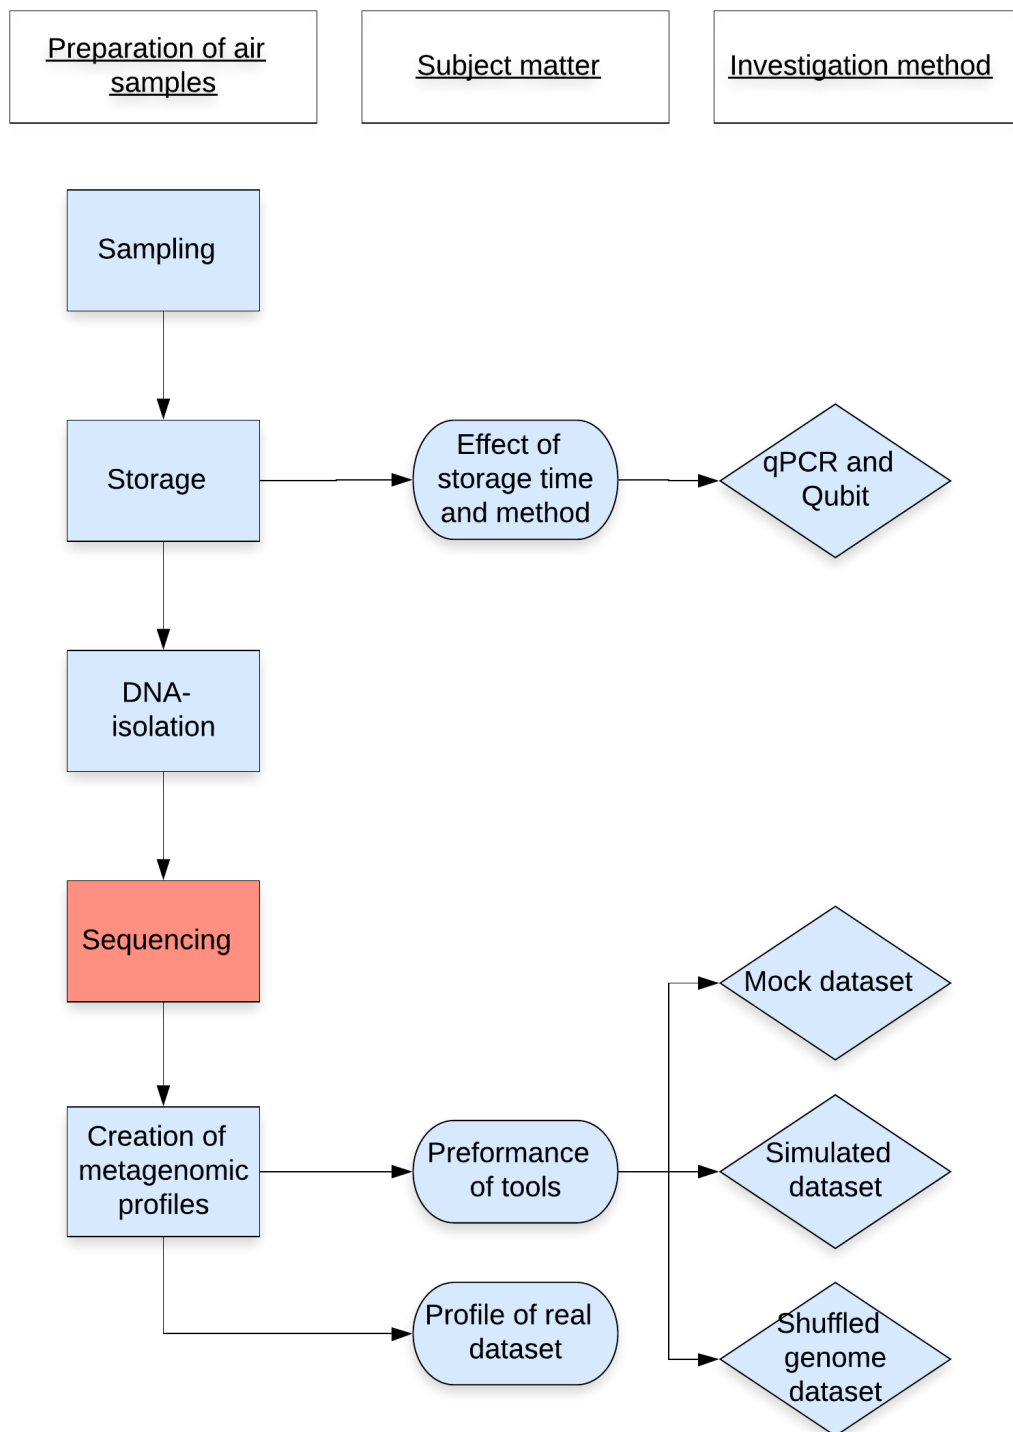 Preparation of air
samples
Subject matter
Investigation method
Sampling
Storage
Effect of
storage time
and method
qPCR and
Qubit
DNA-
isolation
Sequencing
Mock dataset
Creation of
metagenomic
profiles
Preformance
of tools
Simulated
dataset
Profile of real
dataset
Shuffled
genome
dataset